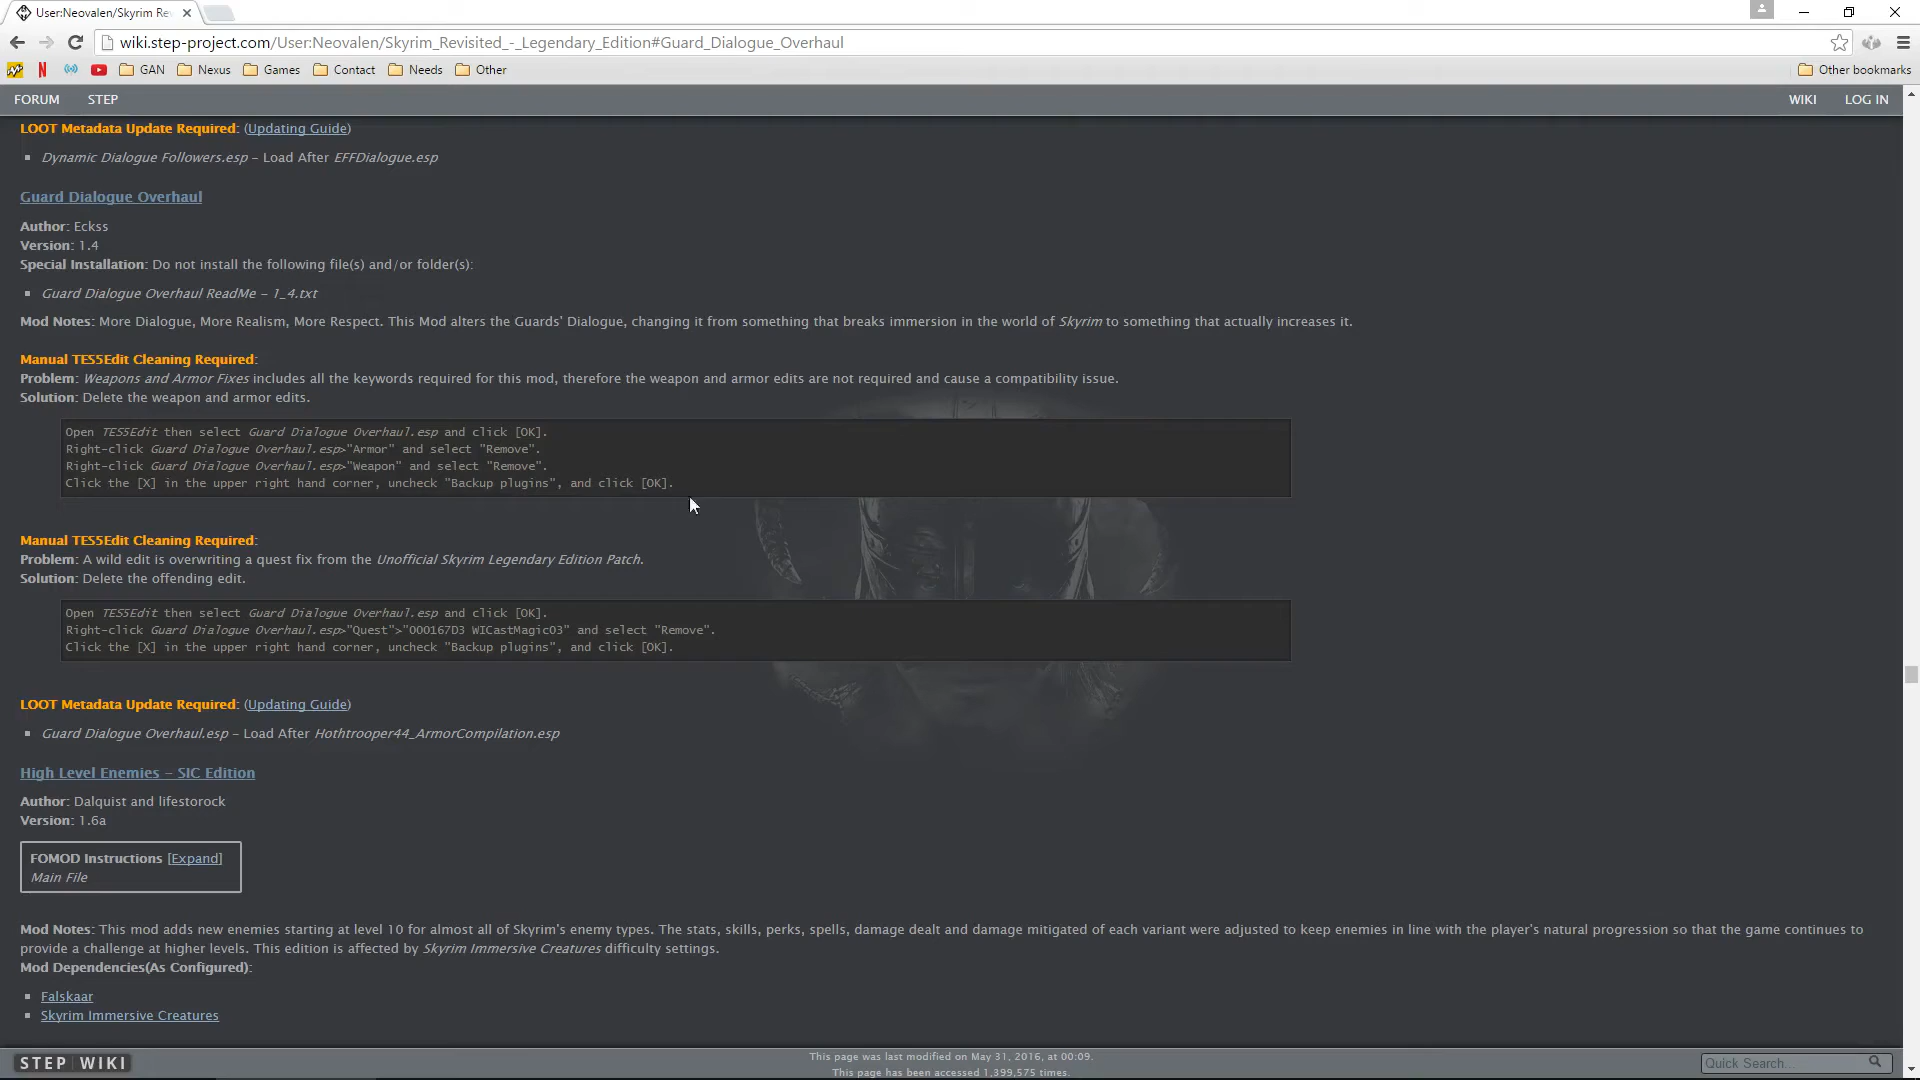 User:Neovalen/Skyrim Re
wiki.step-project.com/User:Neovalen/Skyrim_Revisited_-_Legendary_Edition#Guard_Dialogue_Overhaul
GAN Nexus Games Contact Needs Other Other bookmarks
FORUM STEP WIKI LOG IN
LOOT Metadata Update Required: (Updating Guide)
Dynamic Dialogue Followers.esp – Load After EFFDialogue.esp
Guard Dialogue Overhaul
Author: Eckss
Version: 1.4
Special Installation: Do not install the following file(s) and/or folder(s):
Guard Dialogue Overhaul ReadMe – 1_4.txt
Mod Notes: More Dialogue, More Realism, More Respect. This Mod alters the Guards' Dialogue, changing it from something that breaks immersion in the world of Skyrim to something that actually increases it.
Manual TES5Edit Cleaning Required:
Problem: Weapons and Armor Fixes includes all the keywords required for this mod, therefore the weapon and armor edits are not required and cause a compatibility issue.
Solution: Delete the weapon and armor edits.
Open TES5Edit then select Guard Dialogue Overhaul.esp and click [OK].
Right-click Guard Dialogue Overhaul.esp>"Armor" and select "Remove".
Right-click Guard Dialogue Overhaul.esp>"Weapon" and select "Remove".
Click the [X] in the upper right hand corner, uncheck "Backup plugins", and click [OK].
Manual TES5Edit Cleaning Required:
Problem: A wild edit is overwriting a quest fix from the Unofficial Skyrim Legendary Edition Patch.
Solution: Delete the offending edit.
Open TES5Edit then select Guard Dialogue Overhaul.esp and click [OK].
Right-click Guard Dialogue Overhaul.esp>"Quest">"000167D3 WICastMagic03" and select "Remove".
Click the [X] in the upper right hand corner, uncheck "Backup plugins", and click [OK].
LOOT Metadata Update Required: (Updating Guide)
Guard Dialogue Overhaul.esp – Load After Hothtrooper44_ArmorCompilation.esp
High Level Enemies – SIC Edition
Author: Dalquist and lifestorock
Version: 1.6a
FOMOD Instructions [Expand]
Main File
Mod Notes: This mod adds new enemies starting at level 10 for almost all of Skyrim's enemy types. The stats, skills, perks, spells, damage dealt and damage mitigated of each variant were adjusted to keep enemies in line with the player's natural progression so that the game continues to
provide a challenge at higher levels. This edition is affected by Skyrim Immersive Creatures difficulty settings.
Mod Dependencies(As Configured):
Falskaar
Skyrim Immersive Creatures
STEP WIKI
This page was last modified on May 31, 2016, at 00:09.
This page has been accessed 1,399,575 times.
Quick Search...